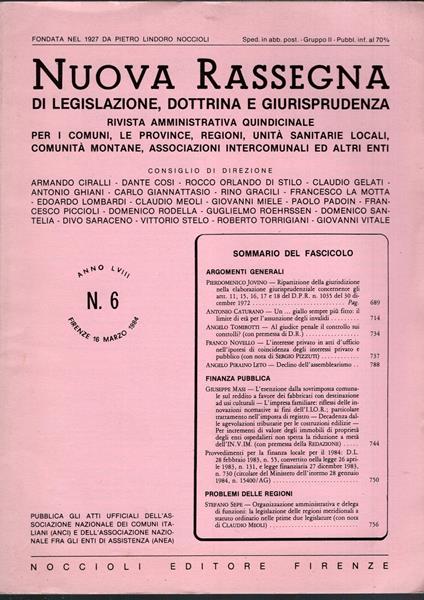 FONDATA NEL 1927 DA PIETRO LINDORO NOCCIOLI
Sped. in abb. post. - Gruppo II - Pubbl. inf. al 70%
NUOVA RASSEGNA
DI LEGISLAZIONE, DOTTRINA E GIURISPRUDENZA
RIVISTA AMMINISTRATIVA QUINDICINALE
PER I COMUNI, LE PROVINCE, REGIONI, UNITÀ SANITARIE LOCALI,
COMUNITÀ MONTANE, ASSOCIAZIONI INTERCOMUNALI ED ALTRI ENTI
CONSIGLIO DI DIREZIONE
ARMANDO CIRALLI - DANTE COSI - ROCCO ORLANDO DI STILO - CLAUDIO GELATI -
ANTONIO GHIANI - CARLO GIANNATTASIO - RINO GRACILI - FRANCESCO LA MOTTA
- EDOARDO LOMBARDI - CLAUDIO MEOLI - GIOVANNI MIELE - PAOLO PADOIN - FRAN-
CESCO PICCIOLI - DOMENICO RODELLA - GUGLIELMO ROEHRSSEN - DOMENICO SAN-
TELIA - DIVO SARACENO - VITTORIO STELO - ROBERTO TORRIGIANI - GIOVANNI VITALE
ANNO LVIII
N. 6
FIRENZE 16 MARZO 1984
SOMMARIO DEL FASCICOLO
ARGOMENTI GENERALI
PIERDOMENICO JOVINO — Ripartizione della giurisdizione
nella elaborazione giurisprudenziale concernente gli
artt. 11, 15, 16, 17 e 18 del D.P.R. n. 1035 del 30 di-
cembre 1972 . . . . Pag. 689
ANTONIO CATURANO — Un ... giallo sempre più fitto: il
limite di età per l'assunzione degli invalidi . . . . 714
ANGELO TOMBOTTI — Al giudice penale il controllo sui
controlli? (con premessa di D.R.) . . . . 734
FRANCO NOVELLO — L'interesse privato in atti d'ufficio
nell'ipotesi di coincidenza degli interessi privato e
pubblico (con nota di SERGIO PIZZUTI) . . . . 737
ANGELO PIRAINO LETO — Declino dell'assemblearismo . . 788
FINANZA PUBBLICA
GIUSEPPE MASI — L'esenzione dalla sovrimposta comuna-
le sul reddito a favore dei fabbricati con destinazione
ad usi culturali — L'impresa familiare: riflessi delle in-
novazioni normative ai fini dell'I.LO.R.; particolare
trattamento nell'imposta di registro — Decadenza dal-
le agevolazioni tributarie per le costruzioni edilizie —
Per incrementi di valore degli immobili di proprietà
degli enti ospedalieri non spetta la riduzione a metà
dell'IN.VIM. (con premessa della REDAZIONE) . . . . 744
Provvedimenti per la finanza locale per il 1984: D.L.
28 febbraio 1983, n. 55, convertito nella legge 26 apri-
le 1983, n. 131, e legge finanziaria 27 dicembre 1983,
n. 730 (circolare del Ministero dell'interno 28 gennaio
1984, n. 15400/AG) . . . . 750
PROBLEMI DELLE REGIONI
STEFANO SEPE — Organizzazione amministrativa e delega
di funzioni: la legislazione delle regioni meridionali a
statuto ordinario nelle prime due legislature (con nota
di CLAUDIO MEOLI) . . . . 756
PUBBLICA GLI ATTI UFFICIALI DELL'AS-
SOCIAZIONE NAZIONALE DEI COMUNI ITA-
LIANI (ANCI) E DELL'ASSOCIAZIONE NAZIO-
NALE FRA GLI ENTI DI ASSISTENZA (ANEA)
NOCCIOLI EDITORE FIRENZE